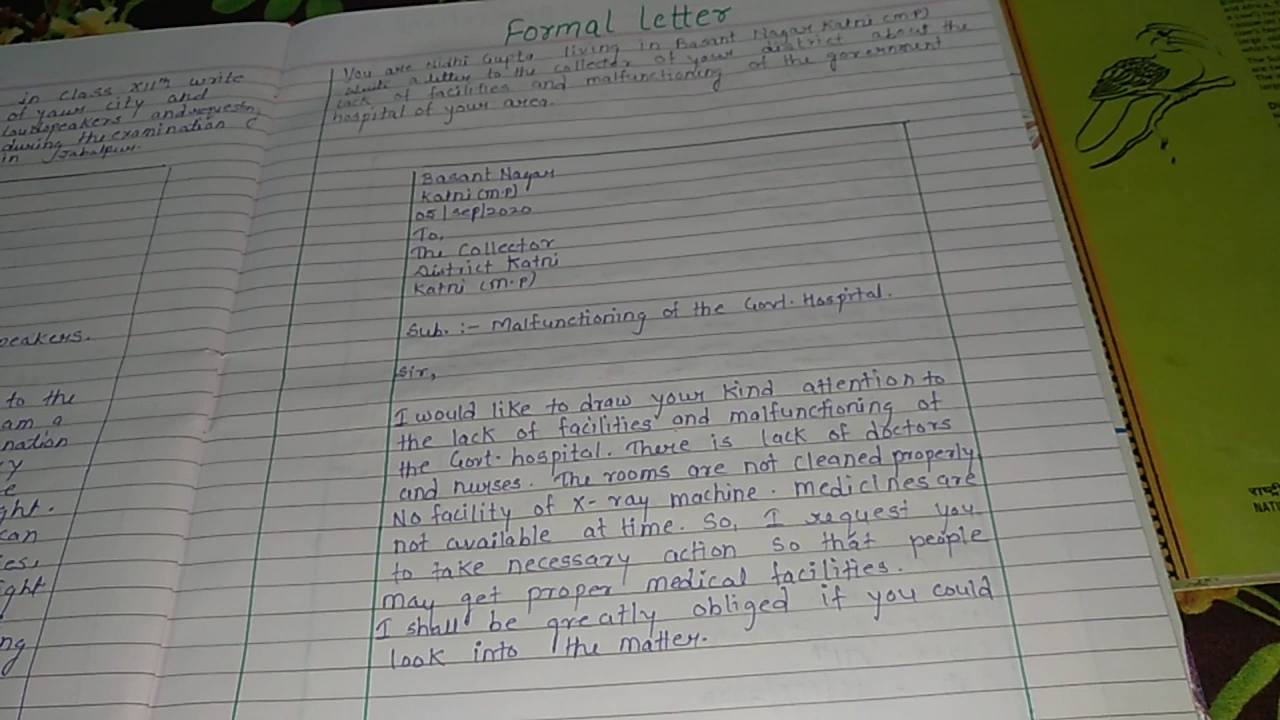 in class XIIth write
of your city and
Loudspeakers and
during the examination
in Jabalpur.
peakers.
to the
am a
nation
y
e
ght.
can
es,
ight
ng
Formal letter
You are Nidhi Gupta living in Basant Nagar Katni (m.p)
write a letter to the collector of your district about the
lack of facilities and malfunctioning of the government
hospital of your area.
Basant Nagar
Katni (m.p)
05/Sep/2020
To,
The Collector
District Katni
Katni (m.p)
Sub. :- Malfunctioning of the Govt. Hospital.
Sir,
I would like to draw your kind attention to
the lack of facilities and malfunctioning of
the Govt. hospital. There is lack of doctors
and nurses. The rooms are not cleaned properly.
No facility of X-ray machine. Medicines are
not available at time. So, I request you
to take necessary action so that people
may get proper medical facilities.
I shall be greatly obliged if you could
look into the matter.
राष्ट्री
NATI